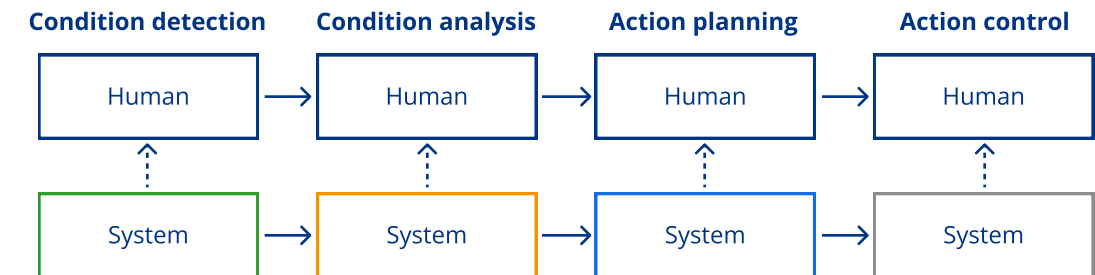 Condition detection Condition analysis Action planning Action control
Human Human Human Human
System System System System